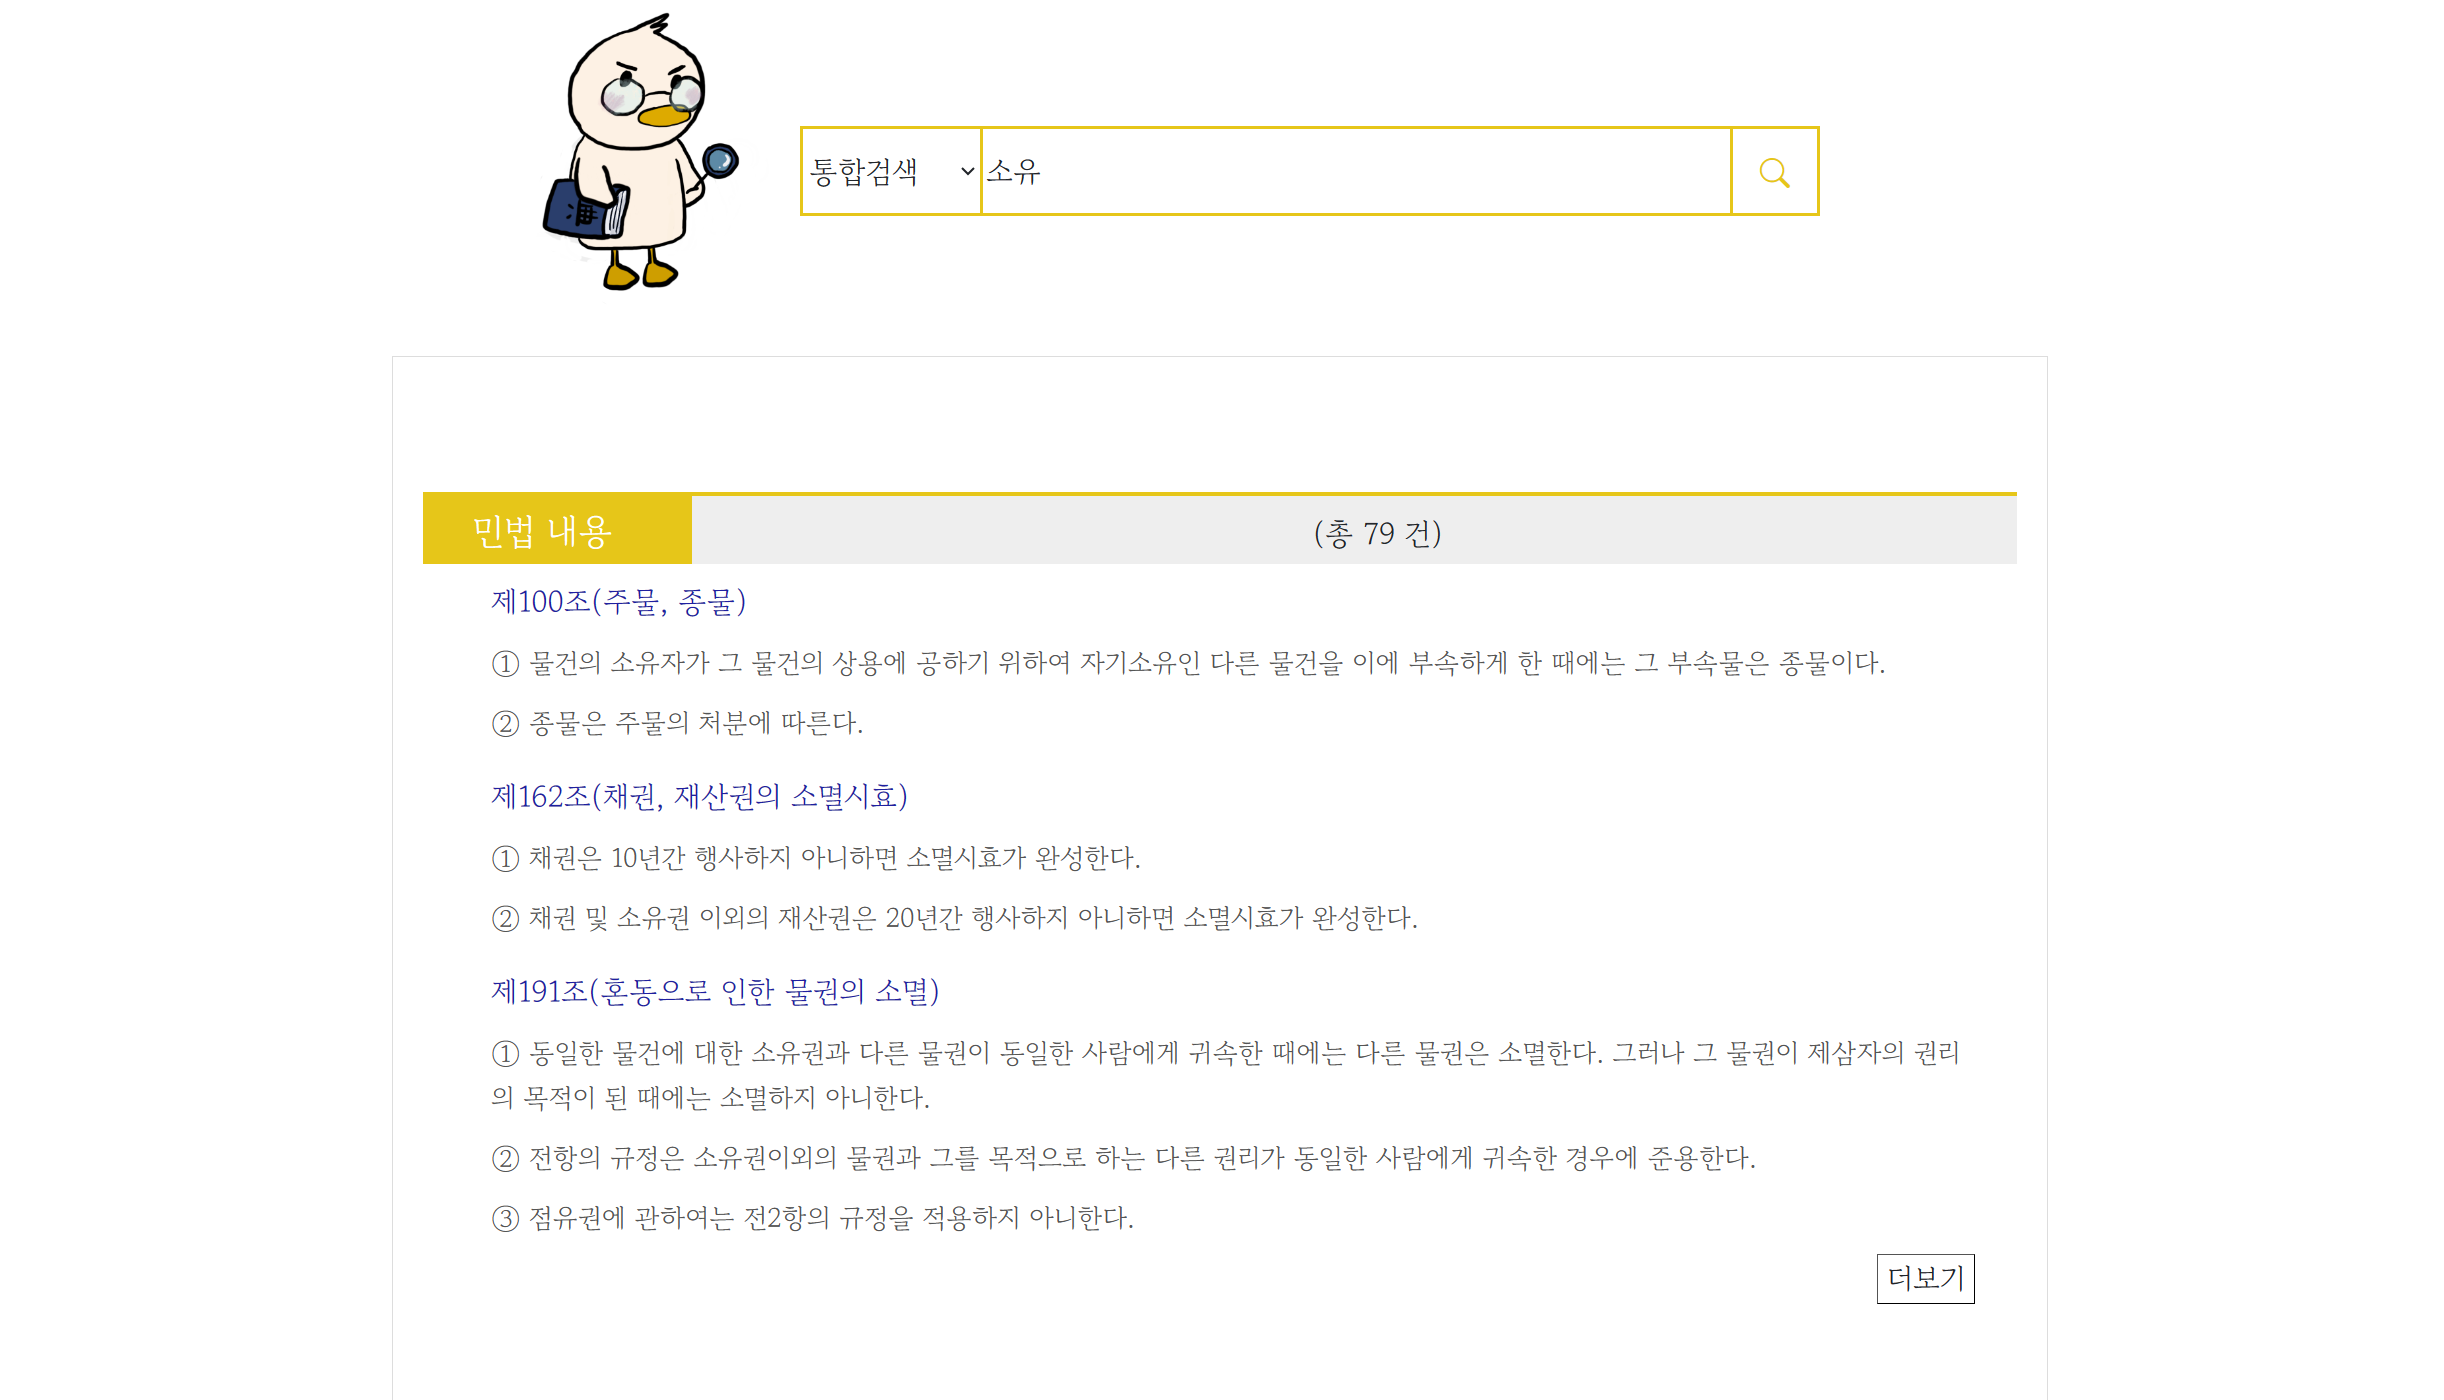 통합검색
소유
민법 내용
(총 79 건)
제100조(주물, 종물)
① 물건의 소유자가 그 물건의 상용에 공하기 위하여 자기소유인 다른 물건을 이에 부속하게 한 때에는 그 부속물은 종물이다.
② 종물은 주물의 처분에 따른다.
제162조(채권, 재산권의 소멸시효)
① 채권은 10년간 행사하지 아니하면 소멸시효가 완성한다.
② 채권 및 소유권 이외의 재산권은 20년간 행사하지 아니하면 소멸시효가 완성한다.
제191조(혼동으로 인한 물권의 소멸)
① 동일한 물건에 대한 소유권과 다른 물권이 동일한 사람에게 귀속한 때에는 다른 물권은 소멸한다. 그러나 그 물권이 제삼자의 권리
의 목적이 된 때에는 소멸하지 아니한다.
② 전항의 규정은 소유권이외의 물권과 그를 목적으로 하는 다른 권리가 동일한 사람에게 귀속한 경우에 준용한다.
③ 점유권에 관하여는 전2항의 규정을 적용하지 아니한다.
더보기